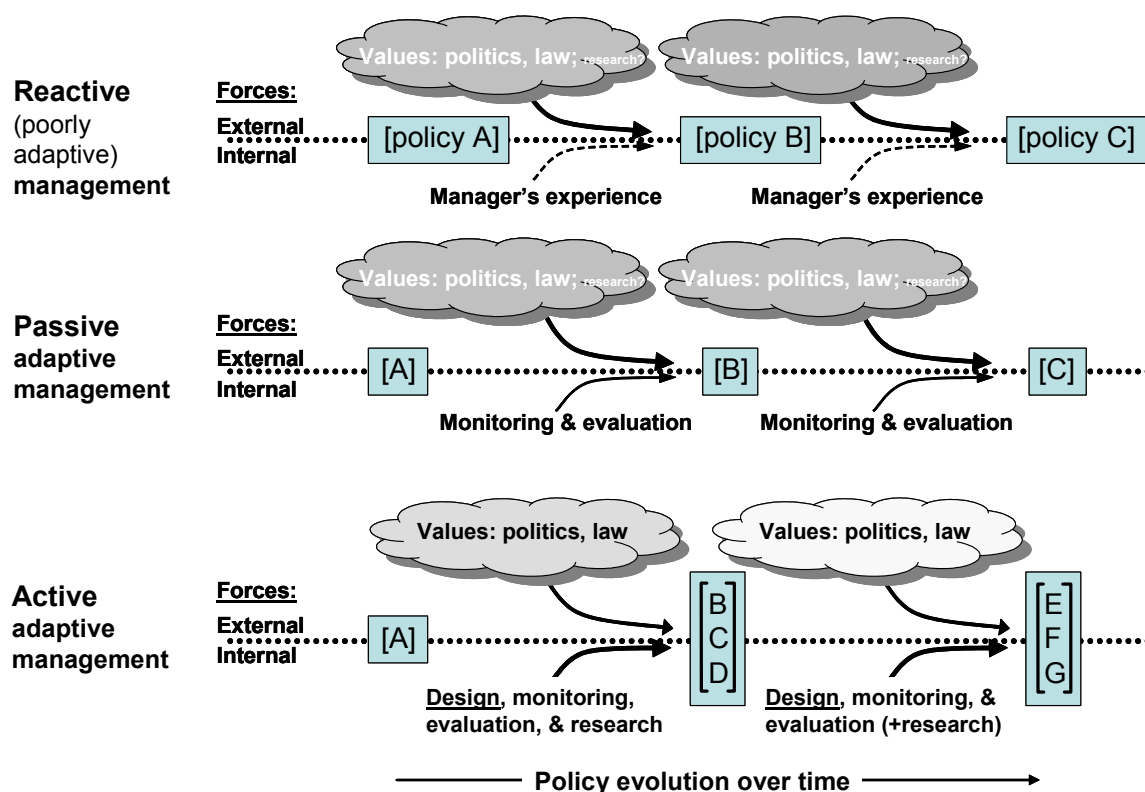 Values: politics, law; research?
Values: politics, law; research?
Reactive
(poorly
adaptive)
management
Forces:
External
Internal
[policy A]
[policy B]
[policy C]
Manager's experience
Manager's experience
Values: politics, law; research?
Values: politics, law; research?
Passive
adaptive
management
Forces:
External
Internal
[A]
[B]
[C]
Monitoring & evaluation
Monitoring & evaluation
Values: politics, law
Values: politics, law
Active
adaptive
management
Forces:
External
Internal
[A]
B
C
D
E
F
G
Design, monitoring,
evaluation, & research
Design, monitoring, &
evaluation (+research)
Policy evolution over time